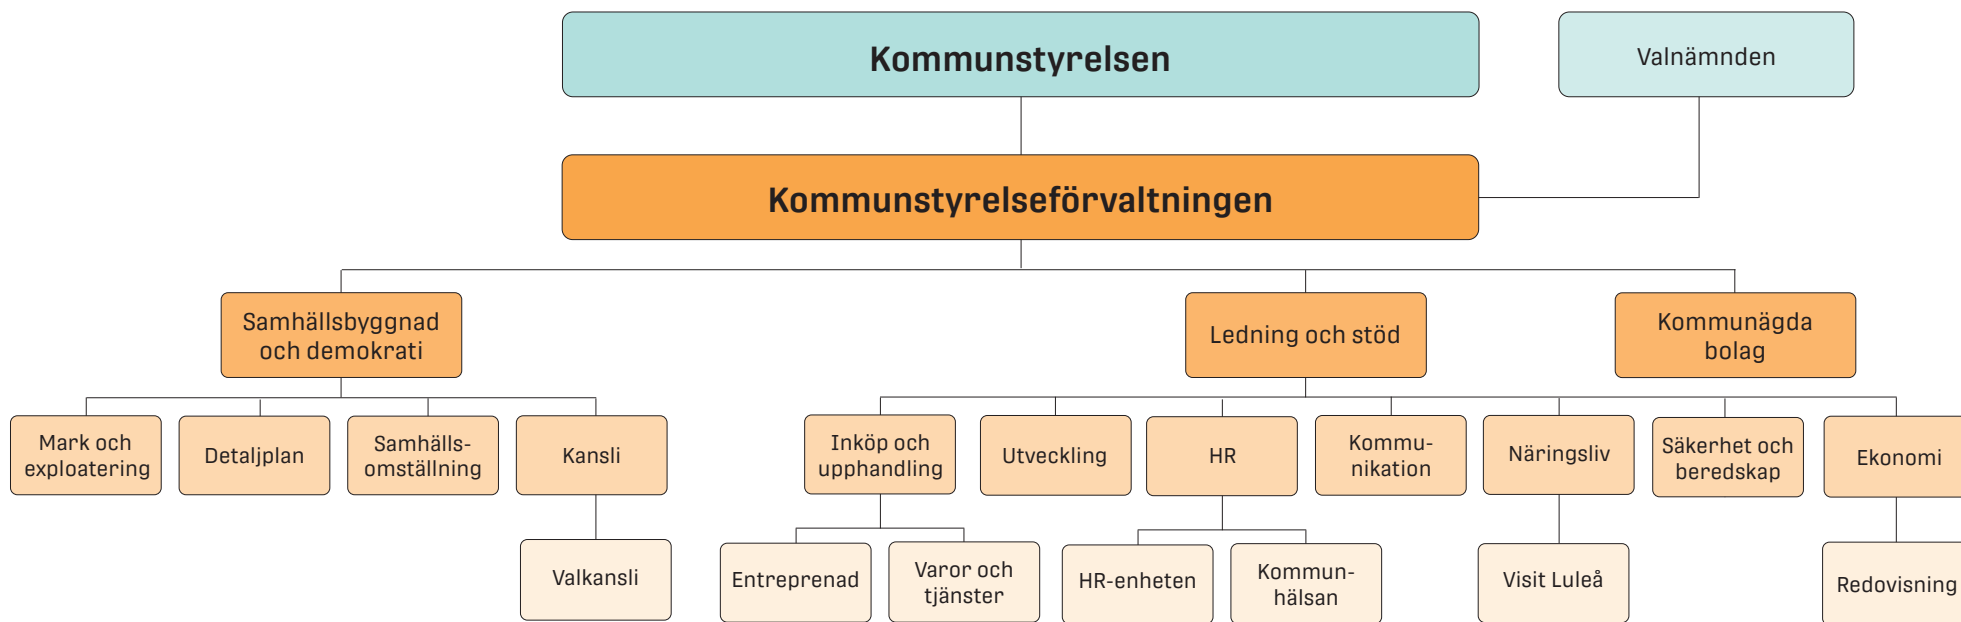 Kommunstyrelsen
Valnämnden
Kommunstyrelseförvaltningen
Samhällsbyggnad
och demokrati
Ledning och stöd
Kommunägda
bolag
Mark och
exploatering
Detaljplan
Samhälls-
omställning
Kansli
Inköp och
upphandling
Utveckling
HR
Kommu-
nikation
Näringsliv
Säkerhet och
beredskap
Ekonomi
Valkansli
Entreprenad
Varor och
tjänster
HR-enheten
Kommun-
hälsan
Visit Luleå
Redovisning